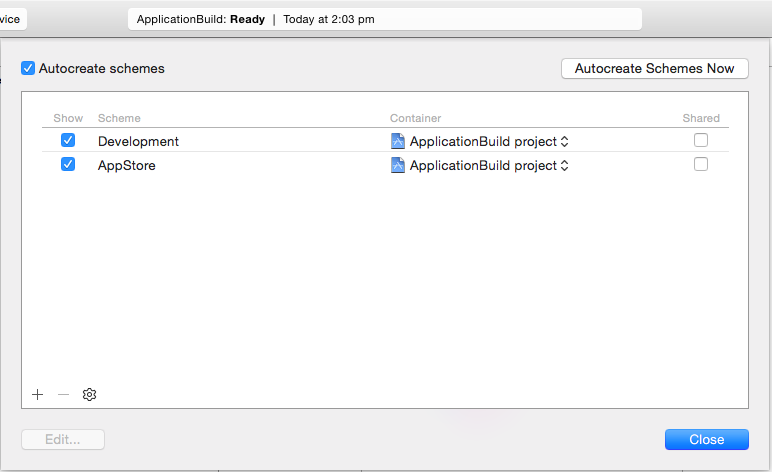 vice
ApplicationBuild: Ready | Today at 2:03 pm
Autocreate schemes
Autocreate Schemes Now
Show Scheme Container Shared
Development ApplicationBuild project
AppStore ApplicationBuild project
Edit...
Close